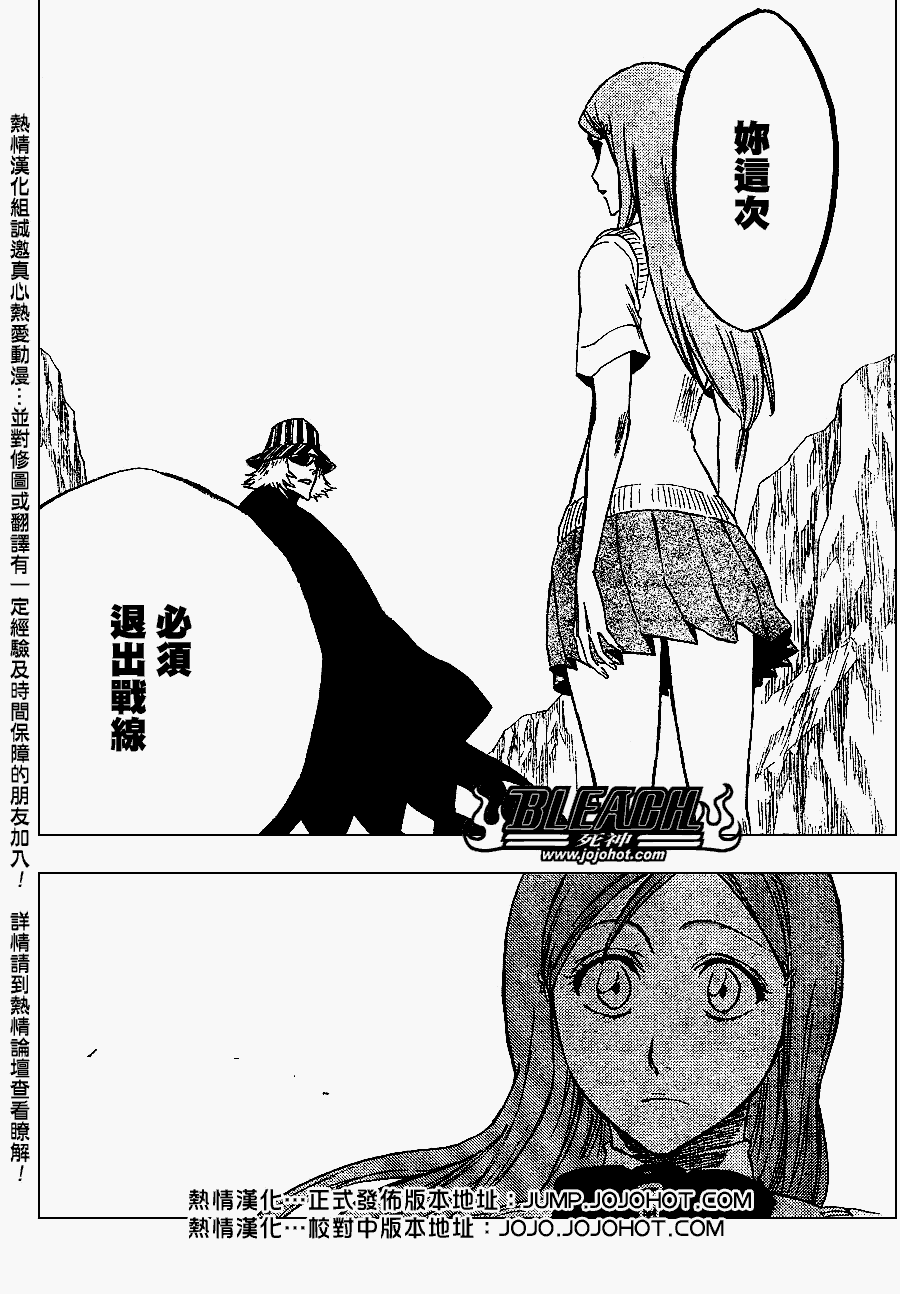 妳這次
必須
退出戰線
熱情漢化組誠邀真心熱愛動漫…並對修圖或翻譯有一定經驗及時間保障的朋友加入！ 詳情請到熱情論壇查看瞭解！
BLEACH
死神
www.jojohot.com
熱情漢化…正式發佈版本地址：JUMP.JOJOHOT.COM
熱情漢化…校對中版本地址：JOJO.JOJOHOT.COM